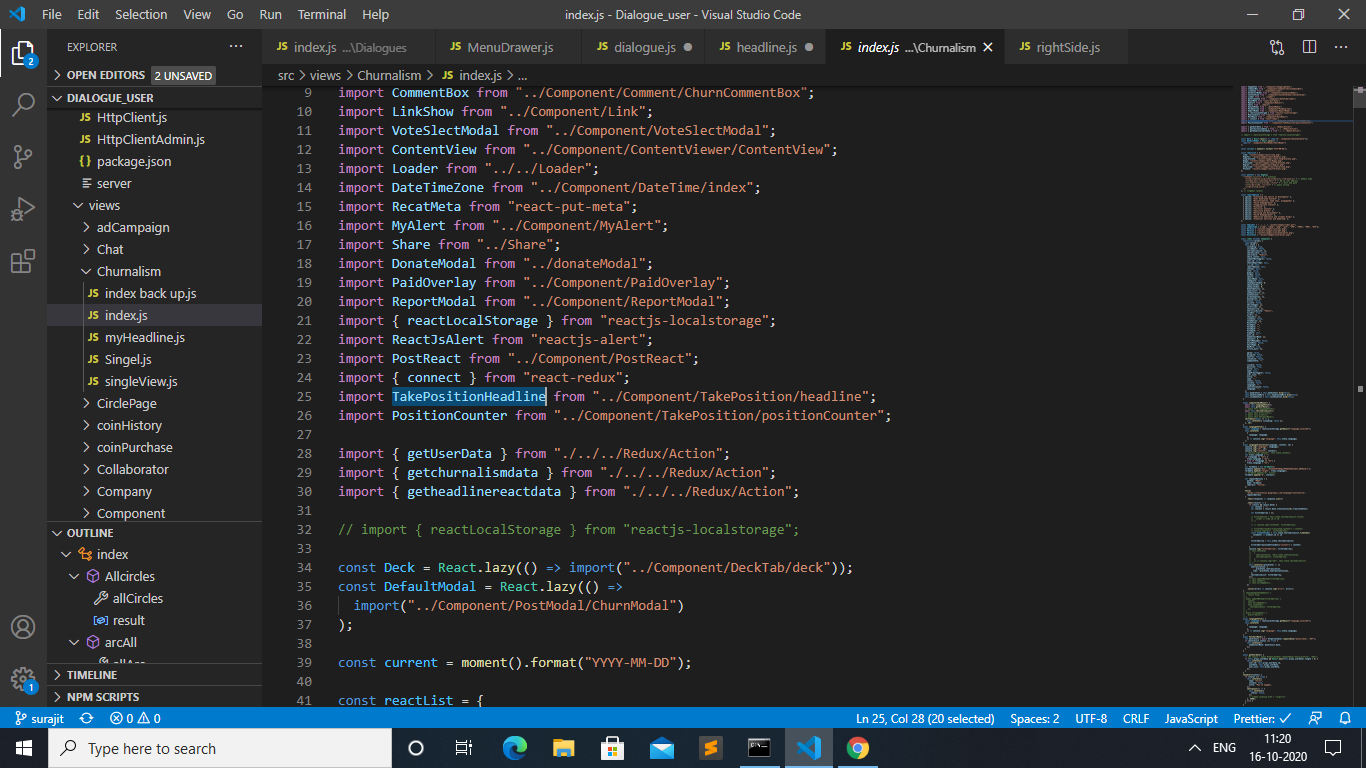 File Edit Selection View Go Run Terminal Help
index.js - Dialogue_user - Visual Studio Code
EXPLORER
OPEN EDITORS 2 UNSAVED
DIALOGUE_USER
HttpClient.js
HttpClientAdmin.js
package.json
server
views
adCampaign
Chat
Churnalism
index back up.js
index.js
myHeadline.js
Singel.js
singleView.js
CirclePage
coinHistory
coinPurchase
Collaborator
Company
Component
OUTLINE
index
Allcircles
allCircles
result
arcAll
TIMELINE
NPM SCRIPTS
index.js ...\Dialogues
MenuDrawer.js
dialogue.js
headline.js
index.js ...\Churnalism
rightSide.js
src > views > Churnalism > JS index.js > ...
9 import CommentBox from "../Component/Comment/ChurnCommentBox";
10 import LinkShow from "../Component/Link";
11 import VoteSlectModal from "../Component/VoteSlectModal";
12 import ContentView from "../Component/ContentViewer/ContentView";
13 import Loader from "../../Loader";
14 import DateTimeZone from "../Component/DateTime/index";
15 import RecatMeta from "react-put-meta";
16 import MyAlert from "../Component/MyAlert";
17 import Share from "../Share";
18 import DonateModal from "../donateModal";
19 import PaidOverlay from "../Component/PaidOverlay";
20 import ReportModal from "../Component/ReportModal";
21 import { reactLocalStorage } from "reactjs-localstorage";
22 import ReactJsAlert from "reactjs-alert";
23 import PostReact from "../Component/PostReact";
24 import { connect } from "react-redux";
25 import TakePositionHeadline from "../Component/TakePosition/headline";
26 import PositionCounter from "../Component/TakePosition/positionCounter";
27
28 import { getUserData } from "./../../Redux/Action";
29 import { getchurnalismdata } from "./../../Redux/Action";
30 import { getheadlinereactdata } from "./../../Redux/Action";
31
32 // import { reactLocalStorage } from "reactjs-localstorage";
33
34 const Deck = React.lazy(() => import("../Component/DeckTab/deck"));
35 const DefaultModal = React.lazy(() =>
36 import("../Component/PostModal/ChurnModal")
37 );
38
39 const current = moment().format("YYYY-MM-DD");
40
41 const reactList = {
surajit 0 0
Ln 25, Col 28 (20 selected) Spaces: 2 UTF-8 CRLF JavaScript Prettier: ✓
Type here to search
ENG
11:20
16-10-2020